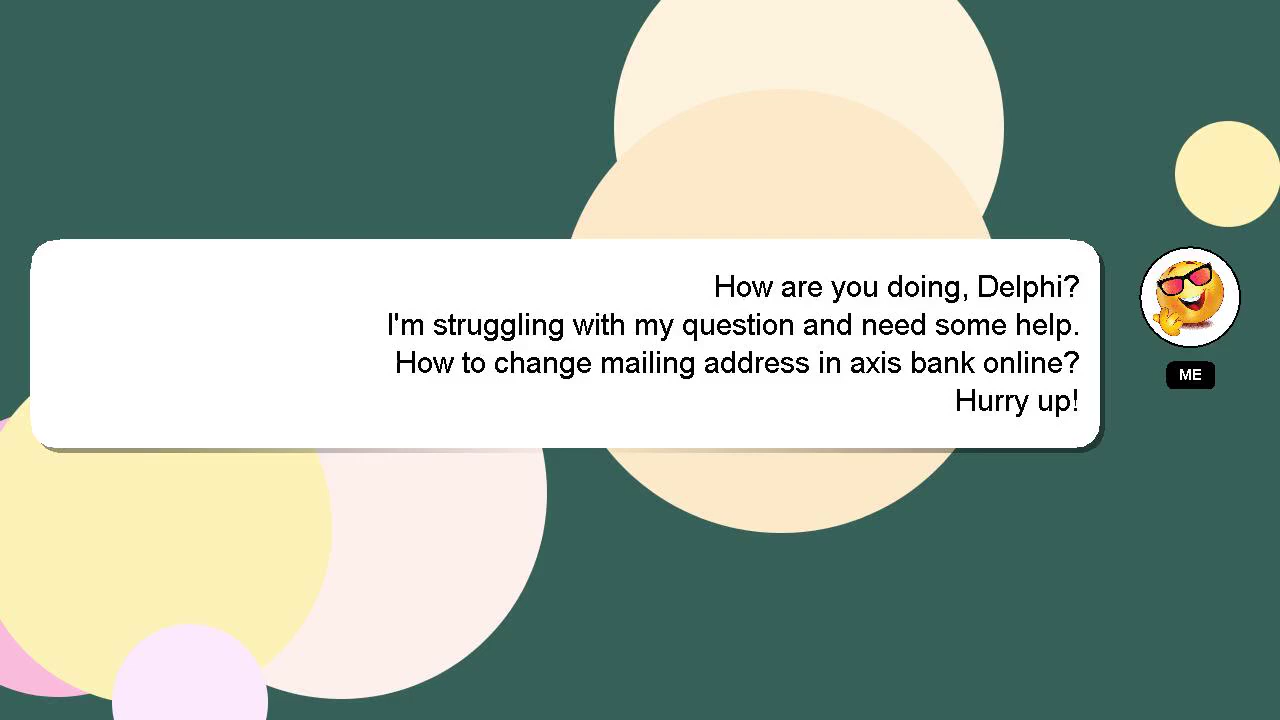 How are you doing, Delphi?
I'm struggling with my question and need some help.
How to change mailing address in axis bank online?
Hurry up!
ME